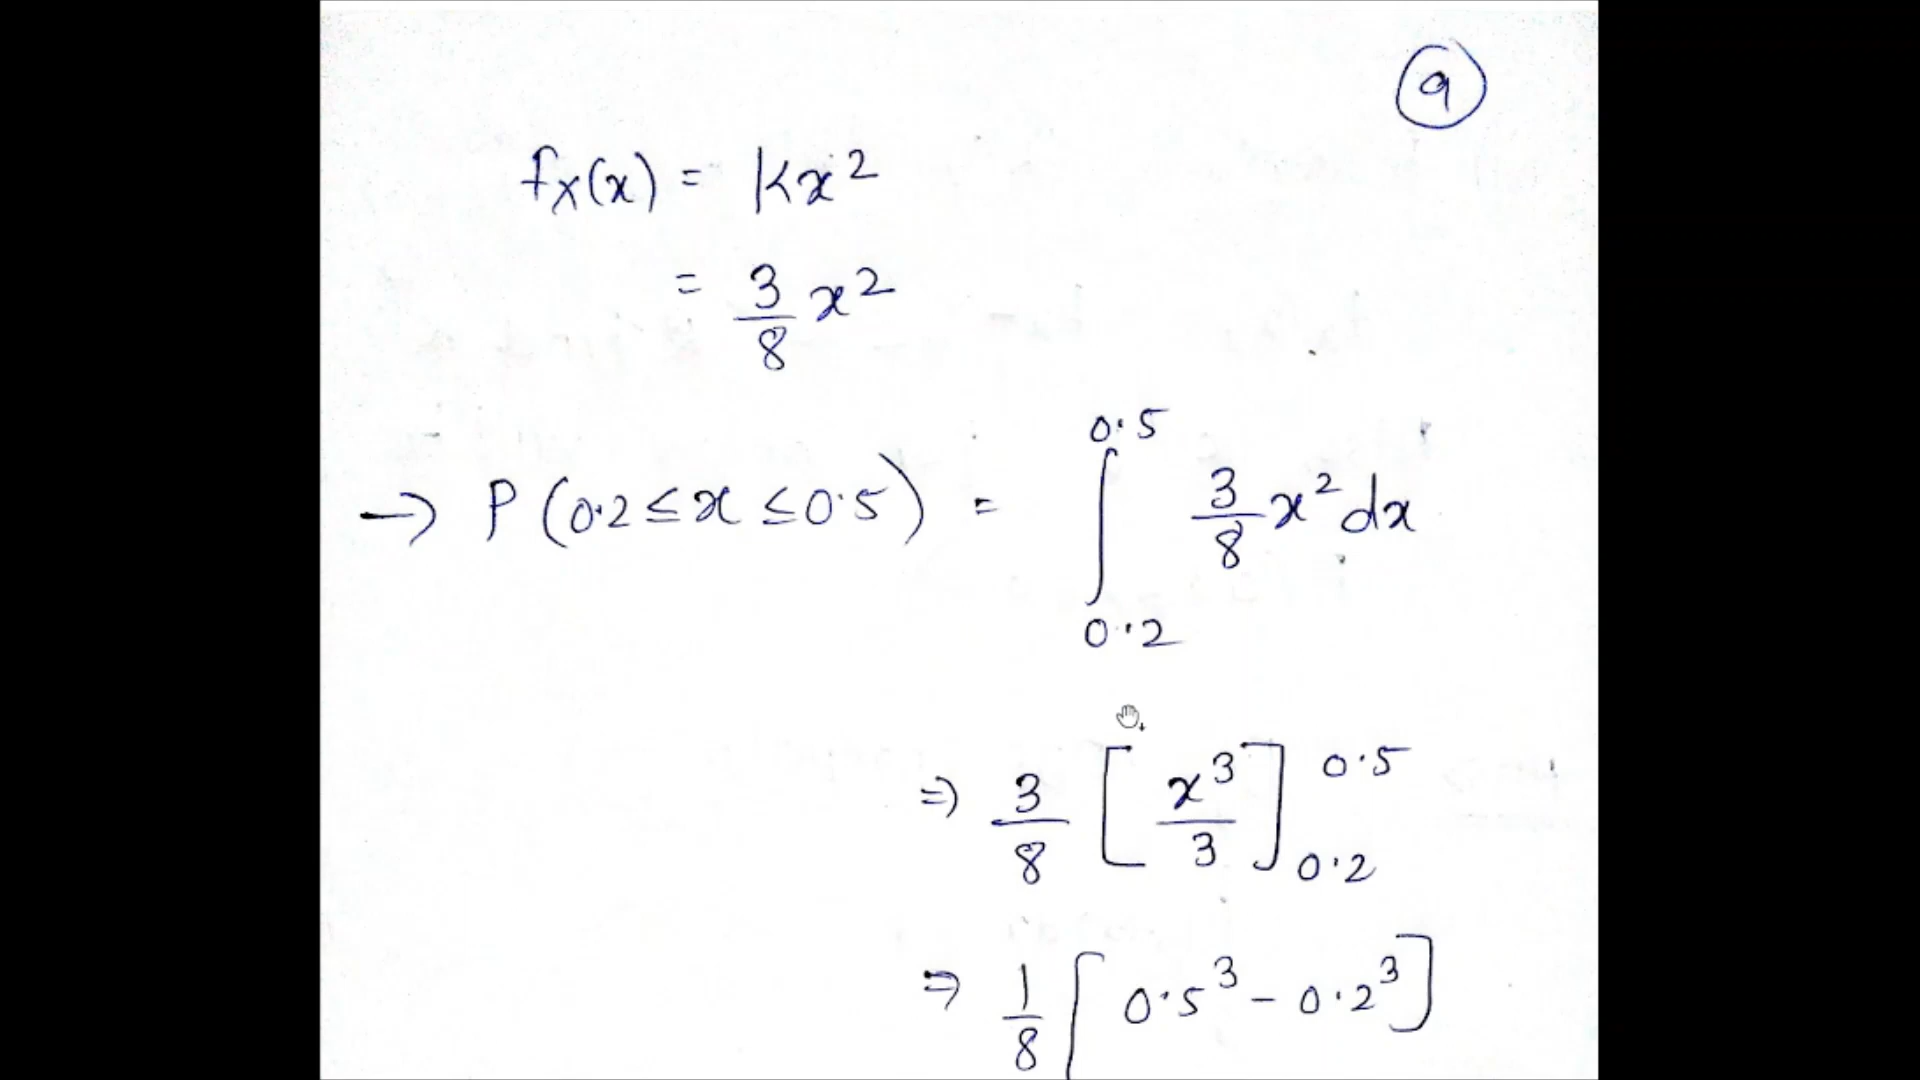 9
fx(x) = Kx²
= 3/8 x²
→ P (0.2 ≤ x ≤ 0.5) = ∫_{0.2}^{0.5} 3/8 x² dx
⇒ 3/8 [x³/3]_{0.2}^{0.5}
⇒ 1/8 [0.5³ - 0.2³]